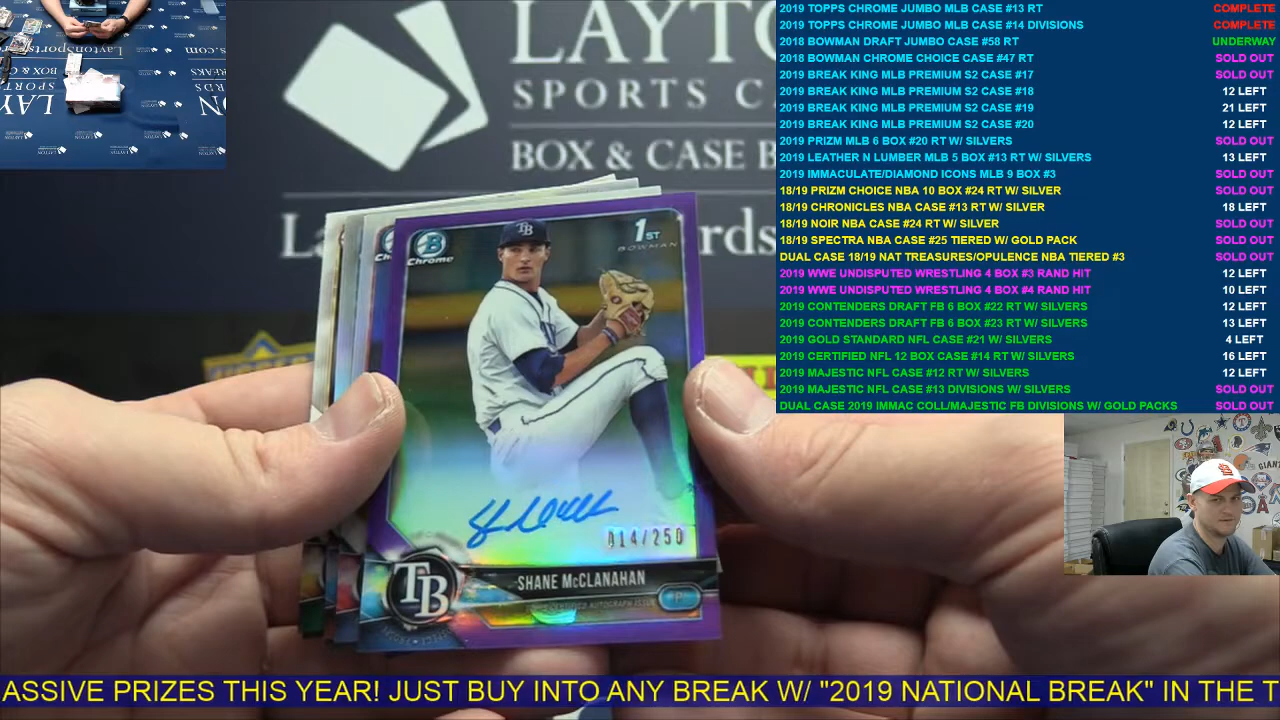 2019 TOPPS CHROME JUMBO MLB CASE #13 RT COMPLETE
2019 TOPPS CHROME JUMBO MLB CASE #14 DIVISIONS COMPLETE
2018 BOWMAN DRAFT JUMBO CASE #58 RT UNDERWAY
2018 BOWMAN CHROME CHOICE CASE #47 RT SOLD OUT
2019 BREAK KING MLB PREMIUM S2 CASE #17 SOLD OUT
2019 BREAK KING MLB PREMIUM S2 CASE #18 12 LEFT
2019 BREAK KING MLB PREMIUM S2 CASE #19 21 LEFT
2019 BREAK KING MLB PREMIUM S2 CASE #20 12 LEFT
2019 PRIZM MLB 6 BOX #20 RT W/ SILVERS SOLD OUT
2019 LEATHER N LUMBER MLB 5 BOX #13 RT W/ SILVERS 13 LEFT
2019 IMMACULATE/DIAMOND ICONS MLB 9 BOX #3 SOLD OUT
18/19 PRIZM CHOICE NBA 10 BOX #24 RT W/ SILVER SOLD OUT
18/19 CHRONICLES NBA CASE #13 RT W/ SILVER 18 LEFT
18/19 NOIR NBA CASE #24 RT W/ SILVER SOLD OUT
18/19 SPECTRA NBA CASE #25 TIERED W/ GOLD PACK SOLD OUT
DUAL CASE 18/19 NAT TREASURES/OPULENCE NBA TIERED #3 SOLD OUT
2019 WWE UNDISPUTED WRESTLING 4 BOX #3 RAND HIT 12 LEFT
2019 WWE UNDISPUTED WRESTLING 4 BOX #4 RAND HIT 10 LEFT
2019 CONTENDERS DRAFT FB 6 BOX #22 RT W/ SILVERS 12 LEFT
2019 CONTENDERS DRAFT FB 6 BOX #23 RT W/ SILVERS 13 LEFT
2019 GOLD STANDARD NFL CASE #21 W/ SILVERS 4 LEFT
2019 CERTIFIED NFL 12 BOX CASE #14 RT W/ SILVERS 16 LEFT
2019 MAJESTIC NFL CASE #12 RT W/ SILVERS 12 LEFT
2019 MAJESTIC NFL CASE #13 DIVISIONS W/ SILVERS SOLD OUT
DUAL CASE 2019 IMMAC COLL/MAJESTIC FB DIVISIONS W/ GOLD PACKS SOLD OUT
LAYTO
SPORTS CA
BOX & CASE B
La rds
B
Chrome
TB
1ST
BOWMAN
014/250
SHANE McCLANAHAN
TB
P
ASSIVE PRIZES THIS YEAR! JUST BUY INTO ANY BREAK W/ "2019 NATIONAL BREAK" IN THE T